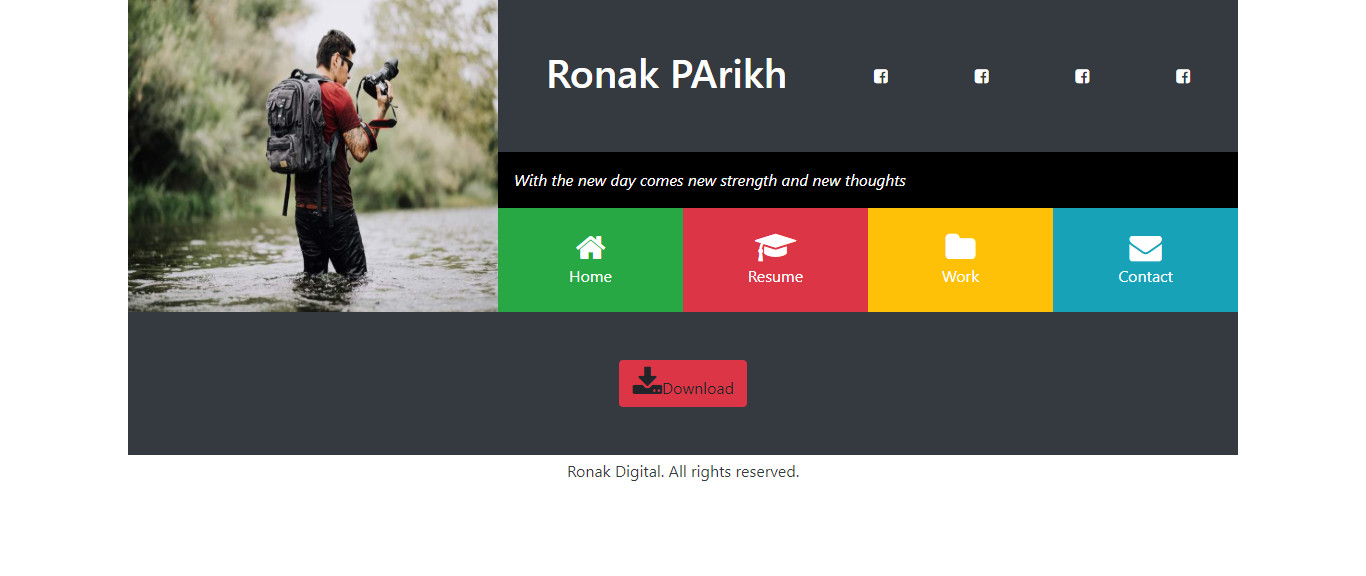 Ronak PArikh
With the new day comes new strength and new thoughts
Home
Resume
Work
Contact
Download
Ronak Digital. All rights reserved.